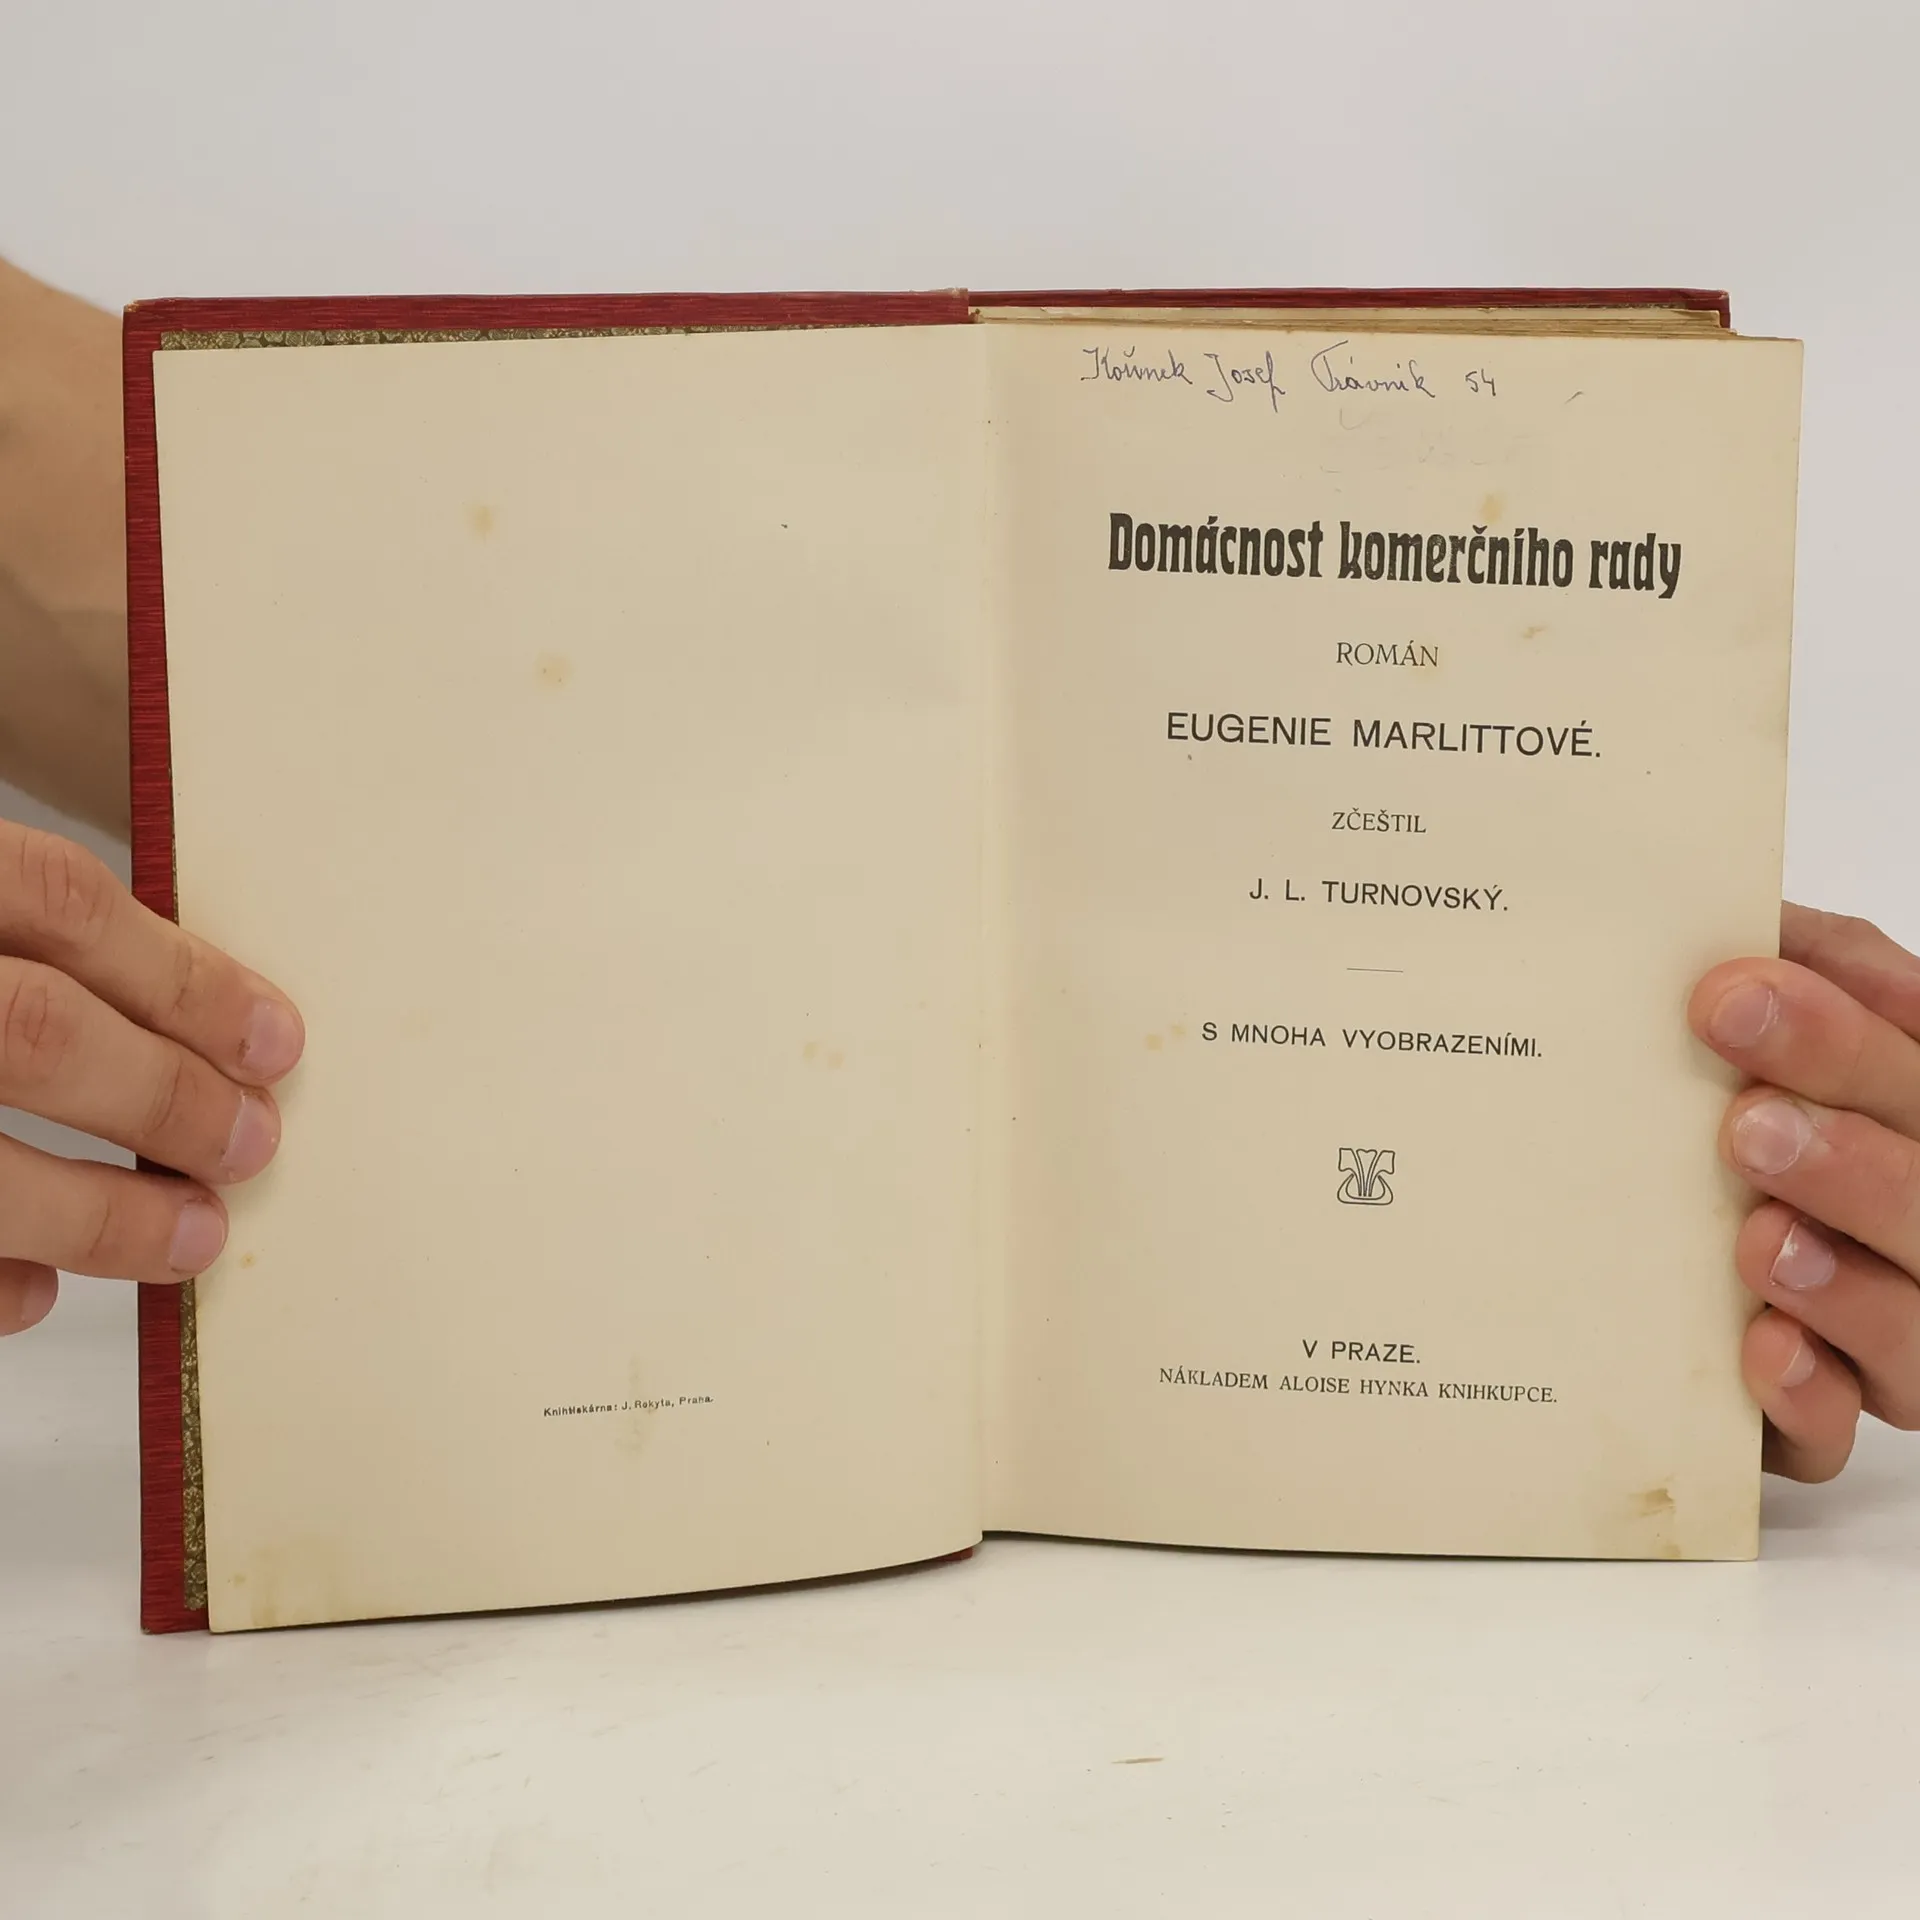 Knihtiskárna: J. Rokyta, Praha.
Kořínek Josef Trávník 54
Domácnost komerčního rady
ROMÁN
EUGENIE MARLITTOVÉ.
ZČEŠTIL
J. L. TURNOVSKÝ.
S MNOHA VYOBRAZENÍMI.
V PRAZE.
NÁKLADEM ALOISE HYNKA KNIHKUPCE.